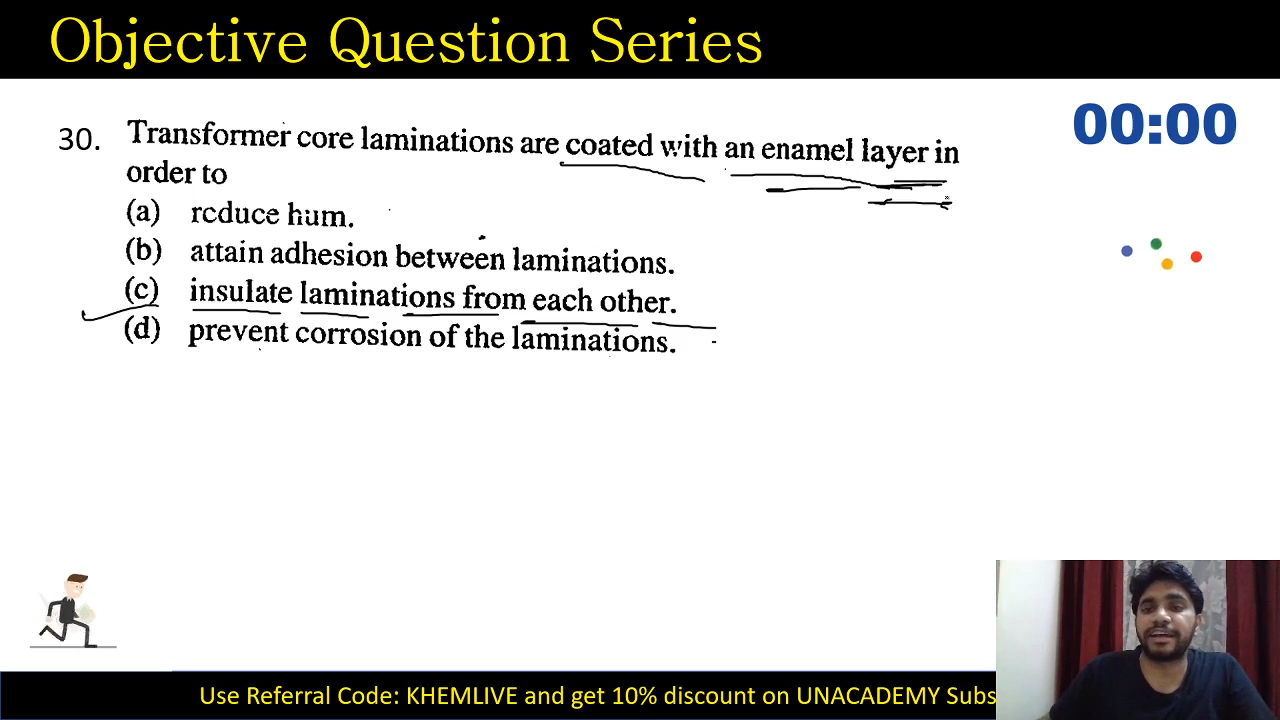 Objective Question Series
00:00
30. Transformer core laminations are coated with an enamel layer in
order to
(a) reduce hum.
(b) attain adhesion between laminations.
(c) insulate laminations from each other.
(d) prevent corrosion of the laminations.
Use Referral Code: KHEMLIVE and get 10% discount on UNACADEMY Subs